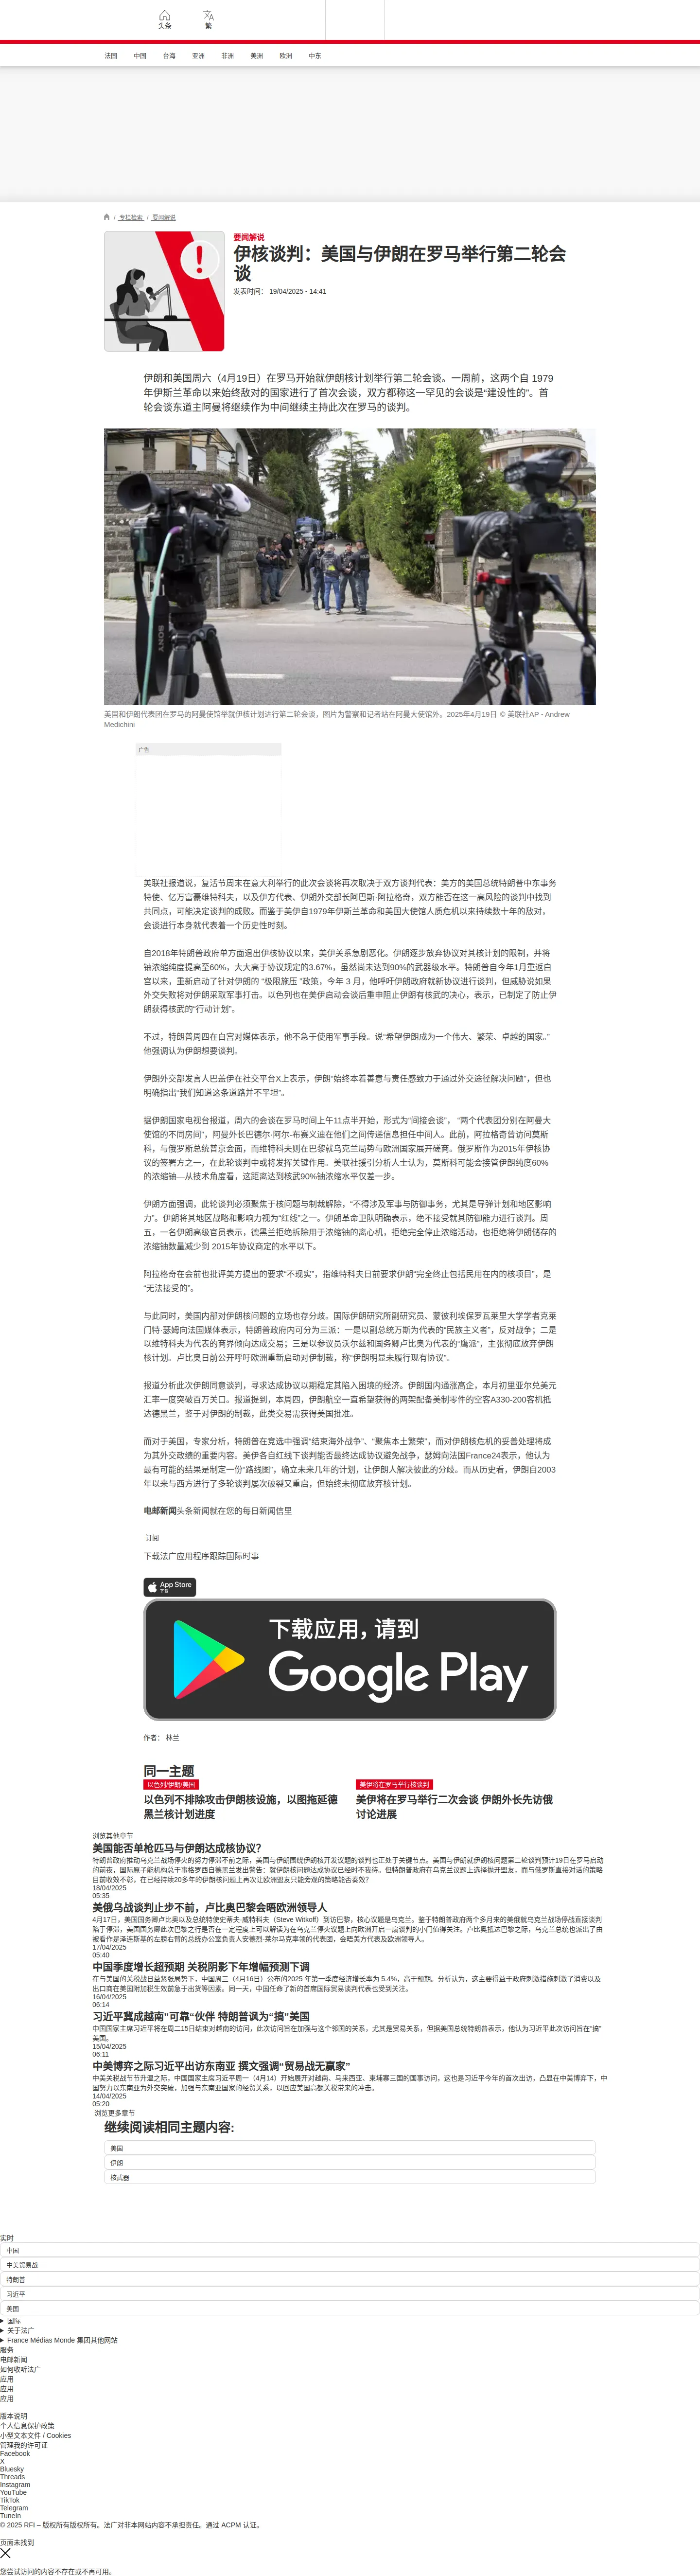 头条
繁
法国
中国
台海
亚洲
非洲
美洲
欧洲
中东
/ 专栏检索 / 要闻解说
要闻解说
伊核谈判：美国与伊朗在罗马举行第二轮会
谈
发表时间： 19/04/2025 - 14:41
伊朗和美国周六（4月19日）在罗马开始就伊朗核计划举行第二轮会谈。一周前，这两个自 1979
年伊斯兰革命以来始终敌对的国家进行了首次会谈，双方都称这一罕见的会谈是“建设性的”。首
轮会谈东道主阿曼将继续作为中间继续主持此次在罗马的谈判。
SONY
美国和伊朗代表团在罗马的阿曼使馆举就伊核计划进行第二轮会谈，图片为警察和记者站在阿曼大使馆外。2025年4月19日 © 美联社AP - Andrew
Medichini
广告
美联社报道说，复活节周末在意大利举行的此次会谈将再次取决于双方谈判代表：美方的美国总统特朗普中东事务
特使、亿万富豪维特科夫，以及伊方代表、伊朗外交部长阿巴斯·阿拉格奇，双方能否在这一高风险的谈判中找到
共同点，可能决定谈判的成败。而鉴于美伊自1979年伊斯兰革命和美国大使馆人质危机以来持续数十年的敌对，
会谈进行本身就代表着一个历史性时刻。
自2018年特朗普政府单方面退出伊核协议以来，美伊关系急剧恶化。伊朗逐步放弃协议对其核计划的限制，并将
铀浓缩纯度提高至60%，大大高于协议规定的3.67%，虽然尚未达到90%的武器级水平。特朗普自今年1月重返白
宫以来，重新启动了针对伊朗的 “极限施压 ”政策，今年 3 月，他呼吁伊朗政府就新协议进行谈判，但威胁说如果
外交失败将对伊朗采取军事打击。以色列也在美伊启动会谈后重申阻止伊朗有核武的决心，表示，已制定了防止伊
朗获得核武的“行动计划”。
不过，特朗普周四在白宫对媒体表示，他不急于使用军事手段。说“希望伊朗成为一个伟大、繁荣、卓越的国家。”
他强调认为伊朗想要谈判。
伊朗外交部发言人巴盖伊在社交平台X上表示，伊朗“始终本着善意与责任感致力于通过外交途径解决问题”，但也
明确指出“我们知道这条道路并不平坦”。
据伊朗国家电视台报道，周六的会谈在罗马时间上午11点半开始，形式为“间接会谈”， “两个代表团分别在阿曼大
使馆的不同房间”，阿曼外长巴德尔·阿尔-布赛义迪在他们之间传递信息担任中间人。此前，阿拉格奇曾访问莫斯
科，与俄罗斯总统普京会面，而维特科夫则在巴黎就乌克兰局势与欧洲国家展开磋商。俄罗斯作为2015年伊核协
议的签署方之一，在此轮谈判中或将发挥关键作用。美联社援引分析人士认为，莫斯科可能会接管伊朗纯度60%
的浓缩铀—从技术角度看，这距离达到核武90%铀浓缩水平仅差一步。
伊朗方面强调，此轮谈判必须聚焦于核问题与制裁解除，“不得涉及军事与防御事务，尤其是导弹计划和地区影响
力”。伊朗将其地区战略和影响力视为“红线”之一。伊朗革命卫队明确表示，绝不接受就其防御能力进行谈判。周
五，一名伊朗高级官员表示，德黑兰拒绝拆除用于浓缩铀的离心机，拒绝完全停止浓缩活动，也拒绝将伊朗储存的
浓缩铀数量减少到 2015年协议商定的水平以下。
阿拉格奇在会前也批评美方提出的要求“不现实”，指维特科夫日前要求伊朗“完全终止包括民用在内的核项目”，是
“无法接受的”。
与此同时，美国内部对伊朗核问题的立场也存分歧。国际伊朗研究所副研究员、蒙彼利埃保罗瓦莱里大学学者克莱
门特·瑟姆向法国媒体表示，特朗普政府内可分为三派：一是以副总统万斯为代表的“民族主义者”，反对战争；二是
以维特科夫为代表的商界倾向达成交易；三是以参议员沃尔兹和国务卿卢比奥为代表的“鹰派”，主张彻底放弃伊朗
核计划。卢比奥日前公开呼吁欧洲重新启动对伊制裁，称“伊朗明显未履行现有协议”。
报道分析此次伊朗同意谈判，寻求达成协议以期稳定其陷入困境的经济。伊朗国内通涨高企，本月初里亚尔兑美元
汇率一度突破百万关口。报道提到，本周四，伊朗航空一直希望获得的两架配备美制零件的空客A330-200客机抵
达德黑兰，鉴于对伊朗的制裁，此类交易需获得美国批准。
而对于美国，专家分析，特朗普在竞选中强调“结束海外战争”、“聚焦本土繁荣”，而对伊朗核危机的妥善处理将成
为其外交政绩的重要内容。美伊各自红线下谈判能否最终达成协议避免战争，瑟姆向法国France24表示，他认为
最有可能的结果是制定一份“路线图”，确立未来几年的计划，让伊朗人解决彼此的分歧。而从历史看，伊朗自2003
年以来与西方进行了多轮谈判屡次破裂又重启，但始终未彻底放弃核计划。
电邮新闻头条新闻就在您的每日新闻信里
订阅
下载法广应用程序跟踪国际时事
App Store
下载
下载应用，请到
Google Play
作者： 林兰
同一主题
以色列/伊朗/美国
以色列不排除攻击伊朗核设施，以图拖延德
黑兰核计划进度
美伊将在罗马举行核谈判
美伊将在罗马举行二次会谈 伊朗外长先访俄
讨论进展
浏览其他章节
美国能否单枪匹马与伊朗达成核协议？
特朗普政府推动乌克兰战场停火的努力停滞不前之际，美国与伊朗围绕伊朗核开发议题的谈判也正处于关键节点。美国与伊朗就伊朗核问题第二轮谈判预计19日在罗马启动
的前夜，国际原子能机构总干事格罗西自德黑兰发出警告：就伊朗核问题达成协议已经时不我待。但特朗普政府在乌克兰议题上选择抛开盟友，而与俄罗斯直接对话的策略
目前收效不彰，在已经持续20多年的伊朗核问题上再次让欧洲盟友只能旁观的策略能否奏效？
18/04/2025
05:35
美俄乌战谈判止步不前，卢比奥巴黎会晤欧洲领导人
4月17日，美国国务卿卢比奥以及总统特使史蒂夫·威特科夫（Steve Witkoff）到访巴黎，核心议题是乌克兰。鉴于特朗普政府两个多月来的美俄就乌克兰战场停战直接谈判
陷于停滞，美国国务卿此次巴黎之行是否在一定程度上可以解读为在乌克兰停火议题上向欧洲开启一扇谈判的小门值得关注。卢比奥抵达巴黎之际，乌克兰总统也派出了由
被看作是泽连斯基的左膀右臂的总统办公室负责人安德烈-莱尔马克率领的代表团，会晤美方代表及欧洲领导人。
17/04/2025
05:40
中国季度增长超预期 关税阴影下年增幅预测下调
在与美国的关税战日益紧张局势下，中国周三（4月16日）公布的2025 年第一季度经济增长率为 5.4%，高于预期。分析认为，这主要得益于政府刺激措施刺激了消费以及
出口商在美国附加税生效前急于出货等因素。同一天，中国任命了新的首席国际贸易谈判代表也受到关注。
16/04/2025
06:14
习近平冀成越南”可靠“伙伴 特朗普讽为“搞”美国
中国国家主席习近平将在周二15日结束对越南的访问，此次访问旨在加强与这个邻国的关系，尤其是贸易关系，但据美国总统特朗普表示，他认为习近平此次访问旨在“搞”
美国。
15/04/2025
06:11
中美博弈之际习近平出访东南亚 撰文强调“贸易战无赢家”
中美关税战节节升温之际，中国国家主席习近平周一（4月14）开始展开对越南、马来西亚、柬埔寨三国的国事访问，这也是习近平今年的首次出访，凸显在中美博弈下，中
国努力以东南亚为外交突破，加强与东南亚国家的经贸关系，以回应美国高额关税带来的冲击。
14/04/2025
05:20
浏览更多章节
继续阅读相同主题内容:
美国
伊朗
核武器
实时
中国
中美贸易战
特朗普
习近平
美国
国际
关于法广
France Médias Monde 集团其他网站
服务
电邮新闻
如何收听法广
应用
应用
应用
版本说明
个人信息保护政策
小型文本文件 / Cookies
管理我的许可证
Facebook
X
Bluesky
Threads
Instagram
YouTube
TikTok
Telegram
TuneIn
© 2025 RFI – 版权所有版权所有。法广对非本网站内容不承担责任。通过 ACPM 认证。
页面未找到
您尝试访问的内容不存在或不再可用。